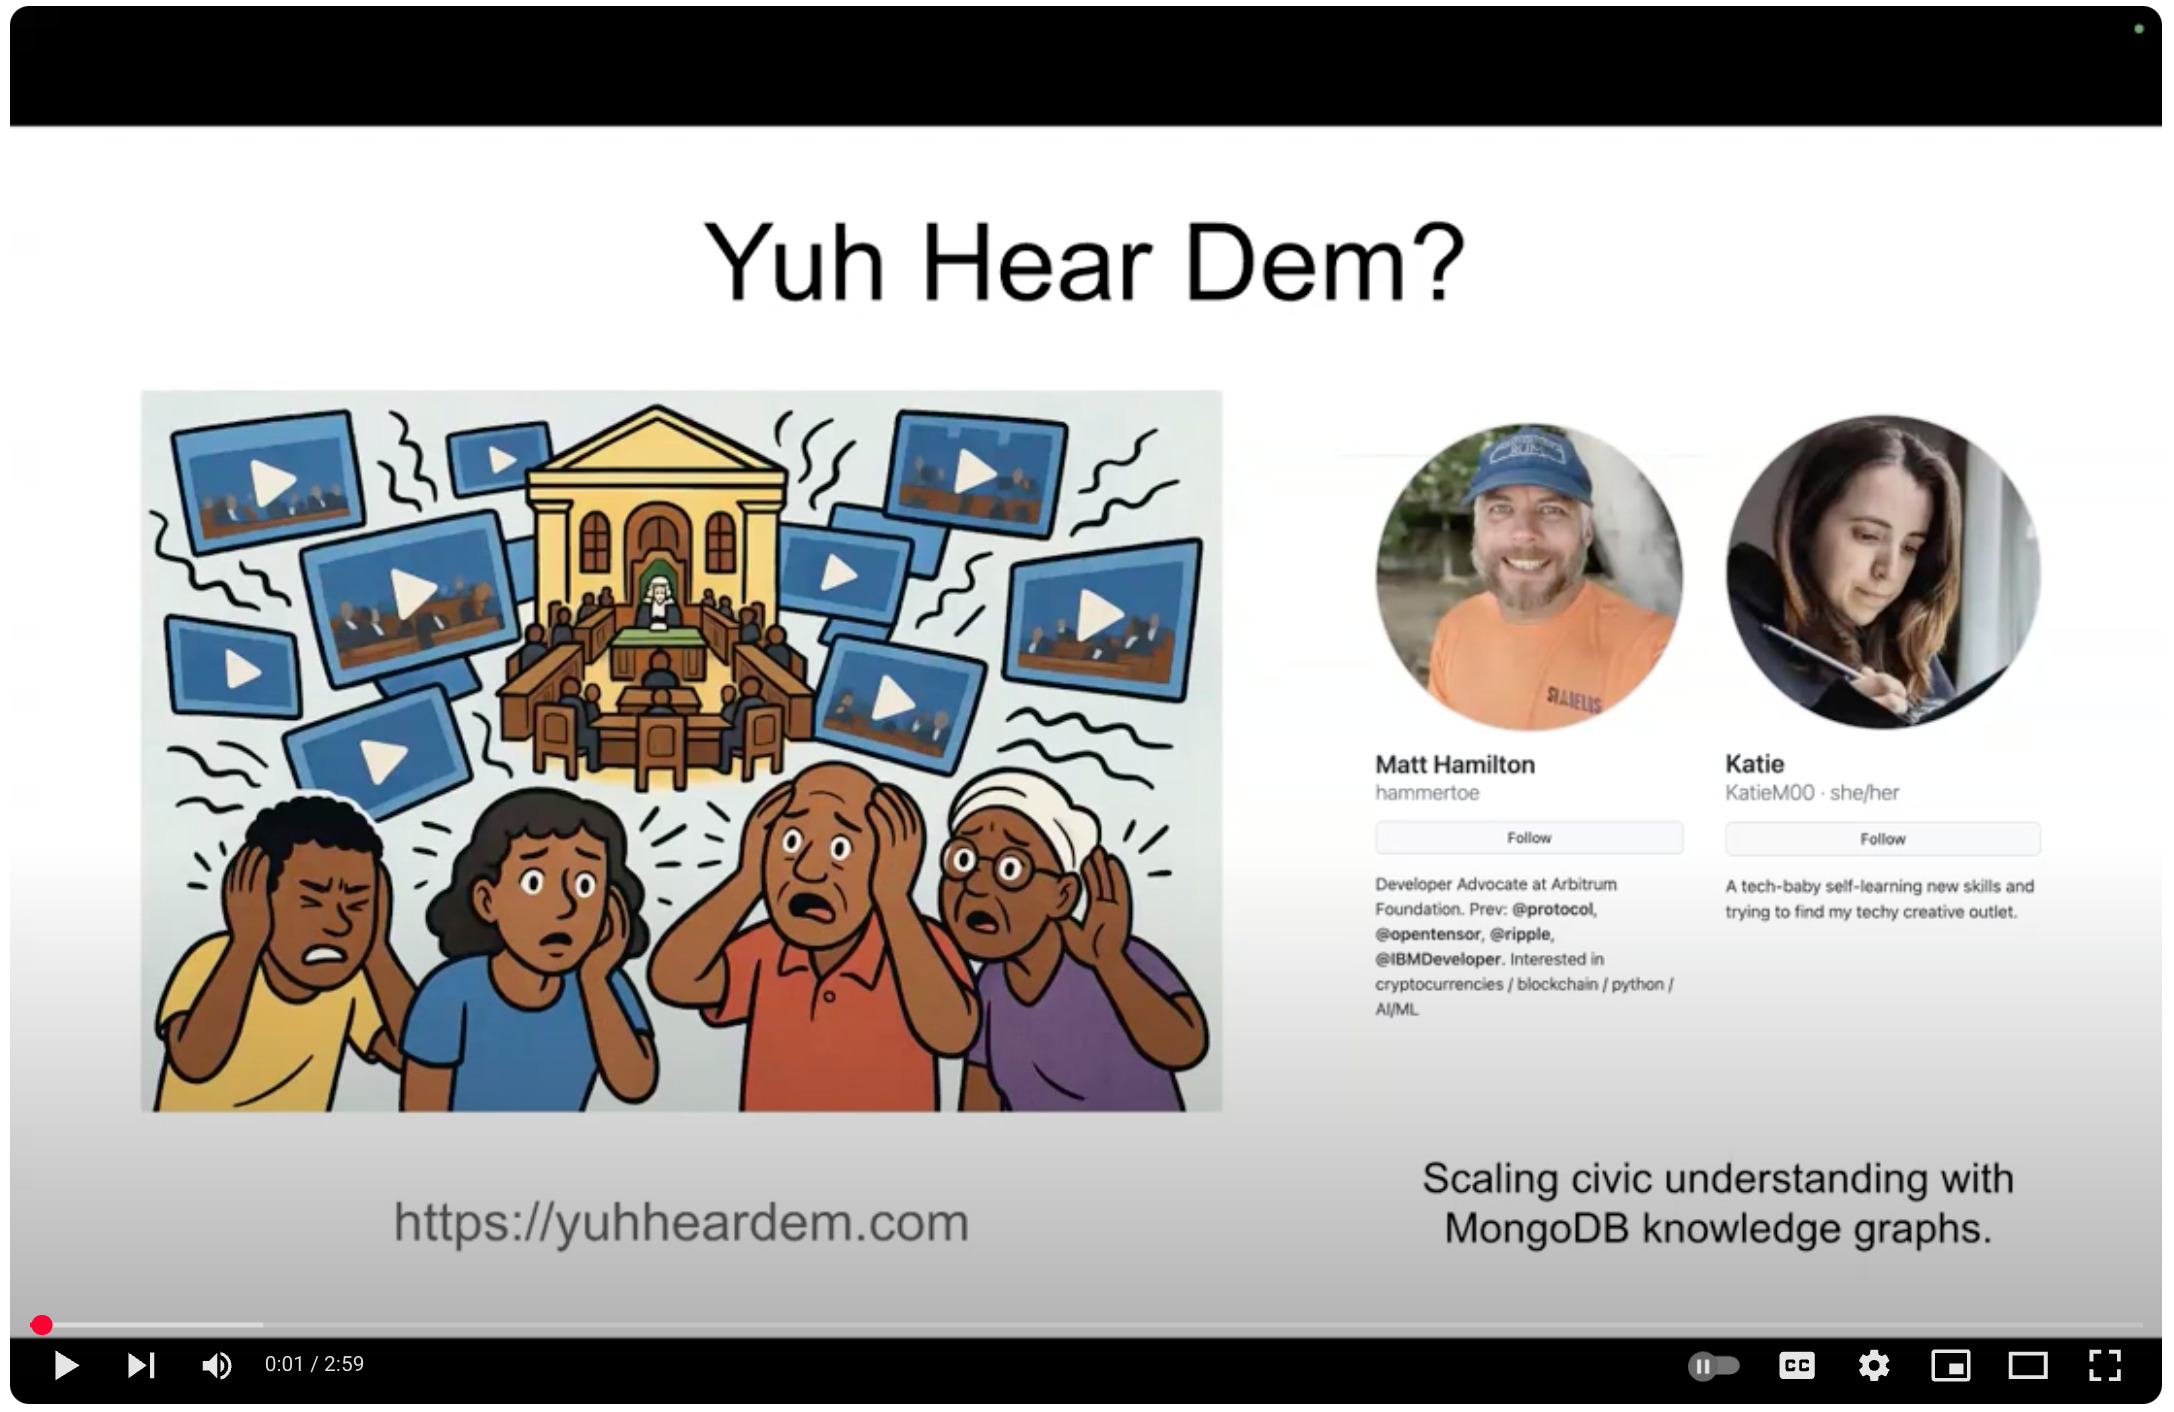 Yuh Hear Dem?
RUM
SHIELDS
Matt Hamilton
hammertoe
Follow
Developer Advocate at Arbitrum
Foundation. Prev: @protocol,
@opentensor, @ripple,
@IBMDeveloper. Interested in
cryptocurrencies / blockchain / python /
AI/ML
Katie
KatieM00 · she/her
Follow
A tech-baby self-learning new skills and
trying to find my techy creative outlet.
https://yuhheardem.com
Scaling civic understanding with
MongoDB knowledge graphs.
0:01 / 2:59
CC